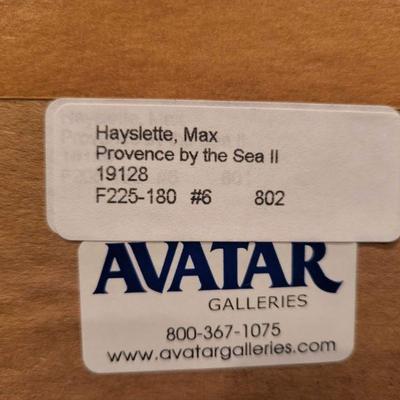 Hayslette, Max
Provence by the Sea II
19128
F225-180 #6 802
AVATAR
GALLERIES
800-367-1075
www.avatargalleries.com